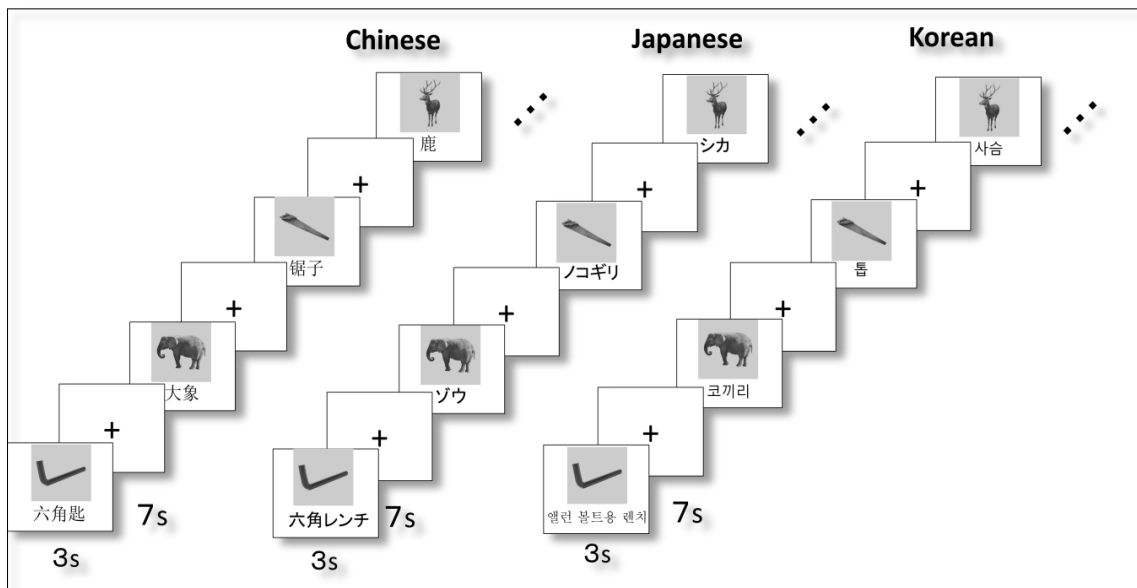 Chinese
Japanese
Korean
鹿
シカ
사슴
+
+
+
锯子
ノコギリ
톱
+
+
+
大象
ゾウ
코끼리
+
+
+
六角匙
六角レンチ
앨런 볼트용 렌치
7s
7s
7s
3s
3s
3s